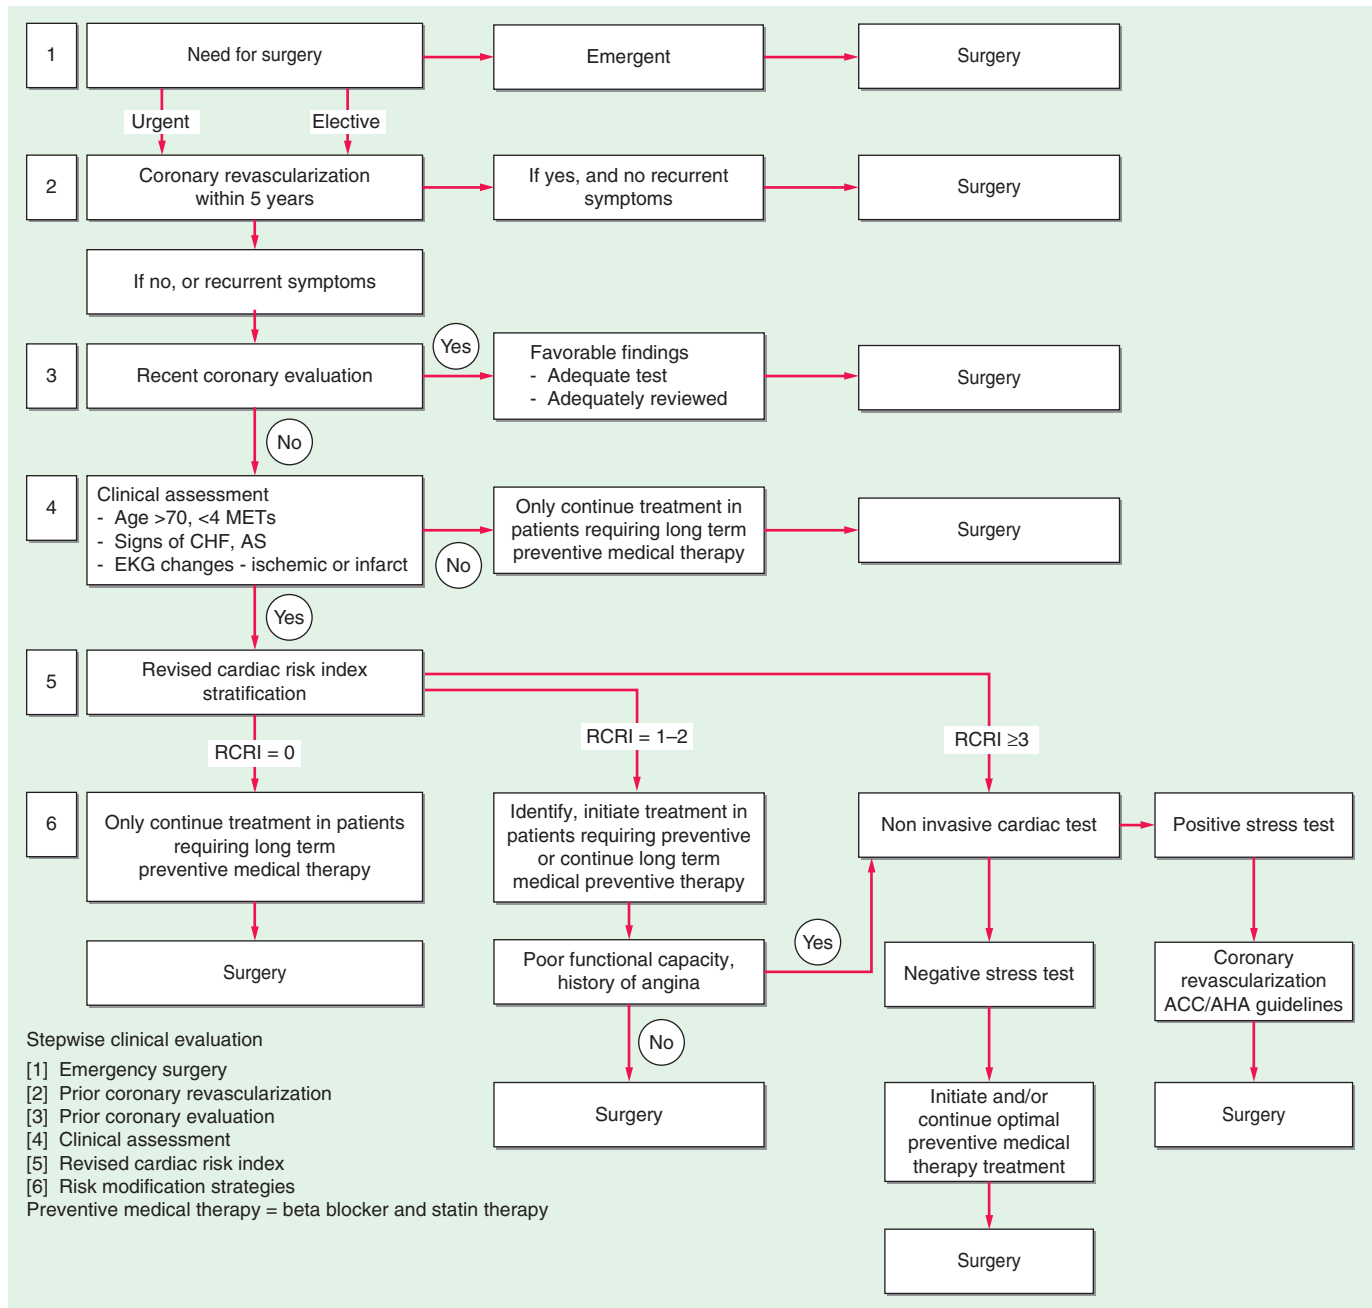 1
Need for surgery
Emergent
Surgery
Urgent
Elective
2
Coronary revascularization
within 5 years
If yes, and no recurrent
symptoms
Surgery
If no, or recurrent symptoms
3
Recent coronary evaluation
Yes
Favorable findings
- Adequate test
- Adequately reviewed
Surgery
No
4
Clinical assessment
- Age >70, <4 METs
- Signs of CHF, AS
- EKG changes - ischemic or infarct
No
Only continue treatment in
patients requiring long term
preventive medical therapy
Surgery
Yes
5
Revised cardiac risk index
stratification
RCRI = 0
RCRI = 1–2
RCRI ≥3
6
Only continue treatment in patients
requiring long term
preventive medical therapy
Identify, initiate treatment in
patients requiring preventive
or continue long term
medical preventive therapy
Non invasive cardiac test
Positive stress test
Surgery
Poor functional capacity,
history of angina
Yes
Negative stress test
Coronary
revascularization
ACC/AHA guidelines
No
Surgery
Initiate and/or
continue optimal
preventive medical
therapy treatment
Surgery
Surgery
Stepwise clinical evaluation
[1] Emergency surgery
[2] Prior coronary revascularization
[3] Prior coronary evaluation
[4] Clinical assessment
[5] Revised cardiac risk index
[6] Risk modification strategies
Preventive medical therapy = beta blocker and statin therapy